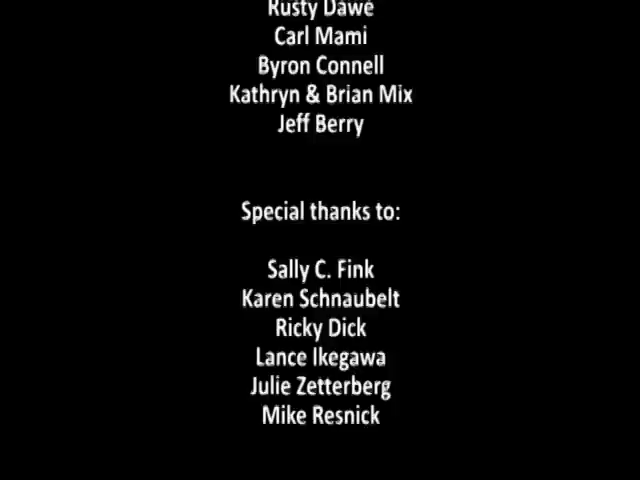 Rusty Dawé
Carl Mami
Byron Connell
Kathryn & Brian Mix
Jeff Berry
Special thanks to:
Sally C. Fink
Karen Schnaubelt
Ricky Dick
Lance Ikegawa
Julie Zetterberg
Mike Resnick